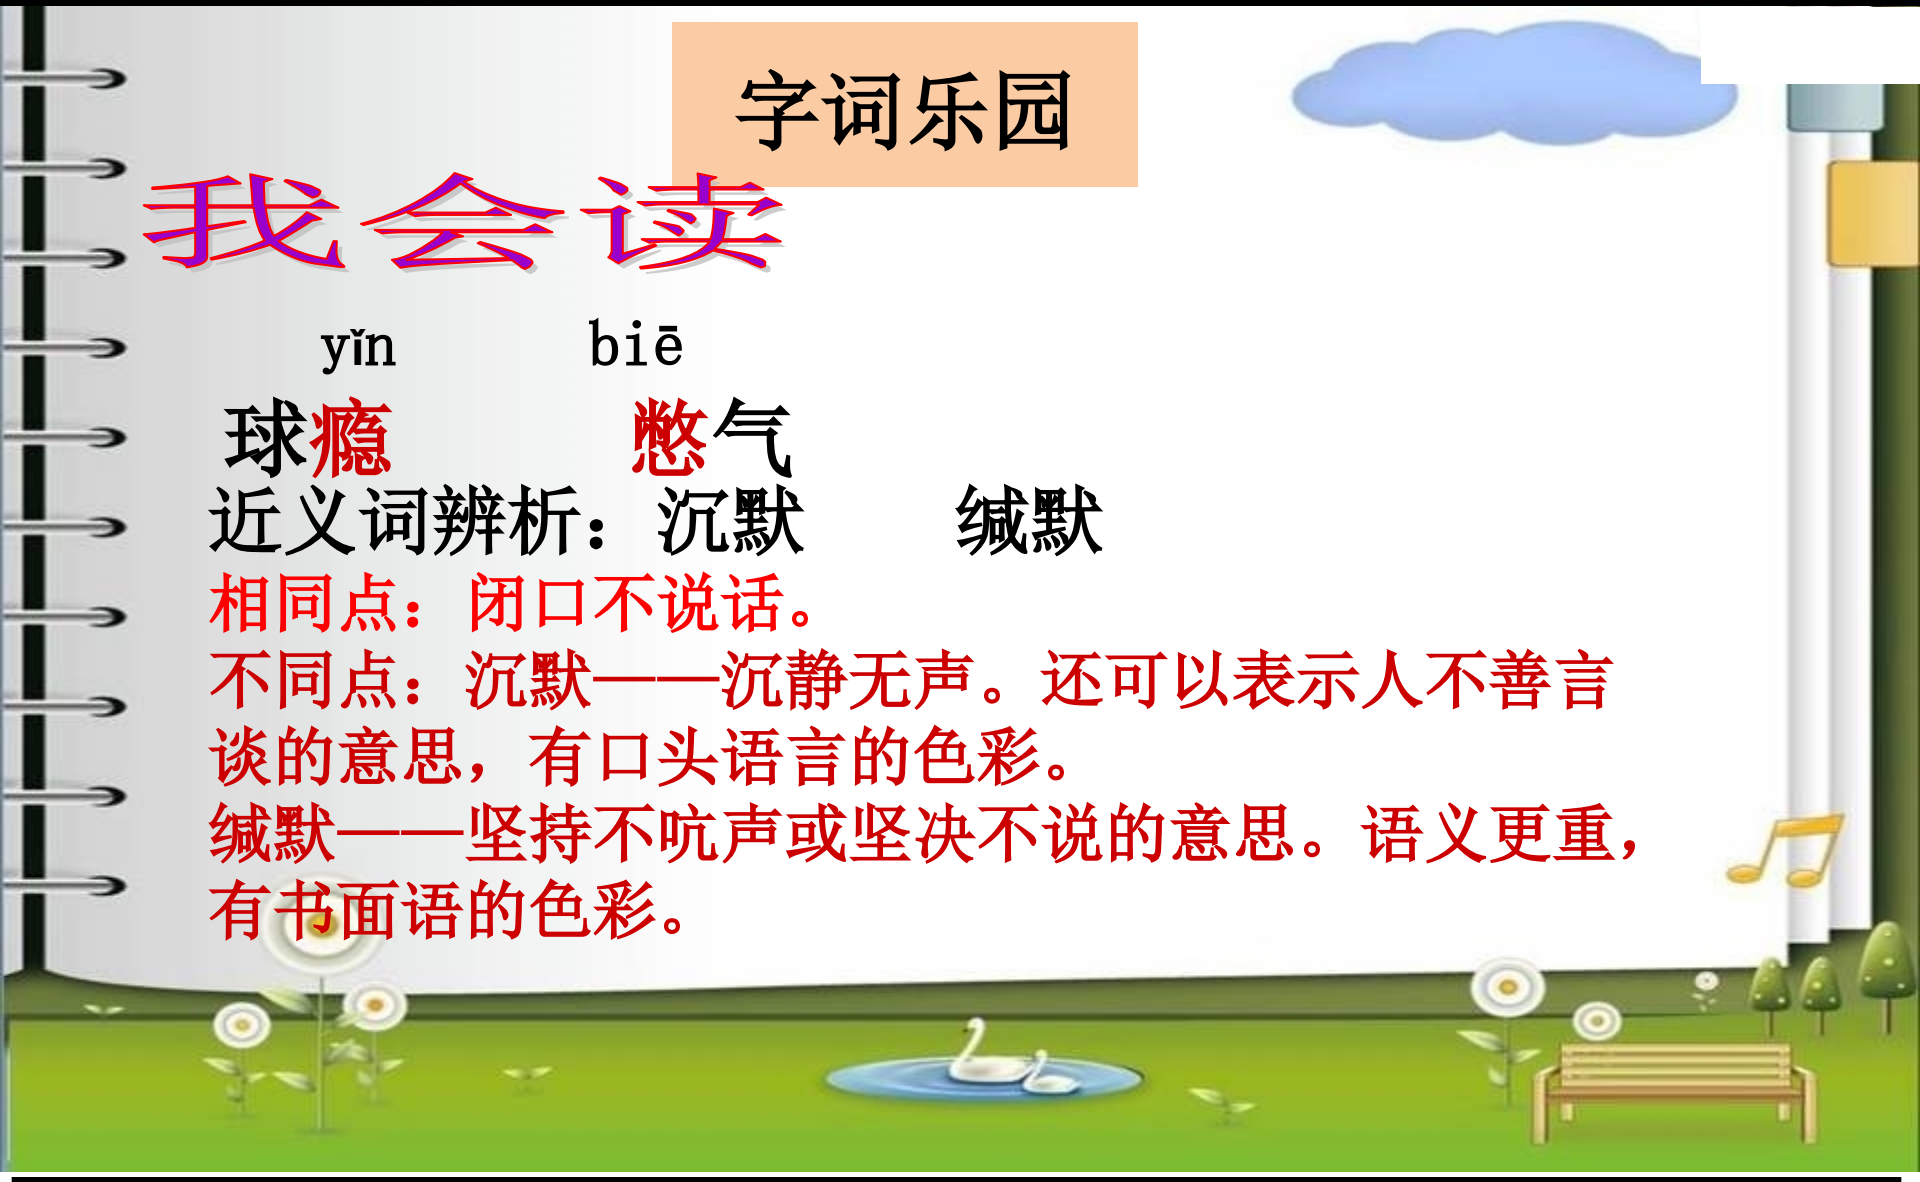 字词乐园
我会读
yǐn biē
球瘾 憋气
近义词辨析：沉默 缄默
相同点：闭口不说话。
不同点：沉默——沉静无声。还可以表示人不善言
谈的意思，有口头语言的色彩。
缄默——坚持不吭声或坚决不说的意思。语义更重，
有书面语的色彩。